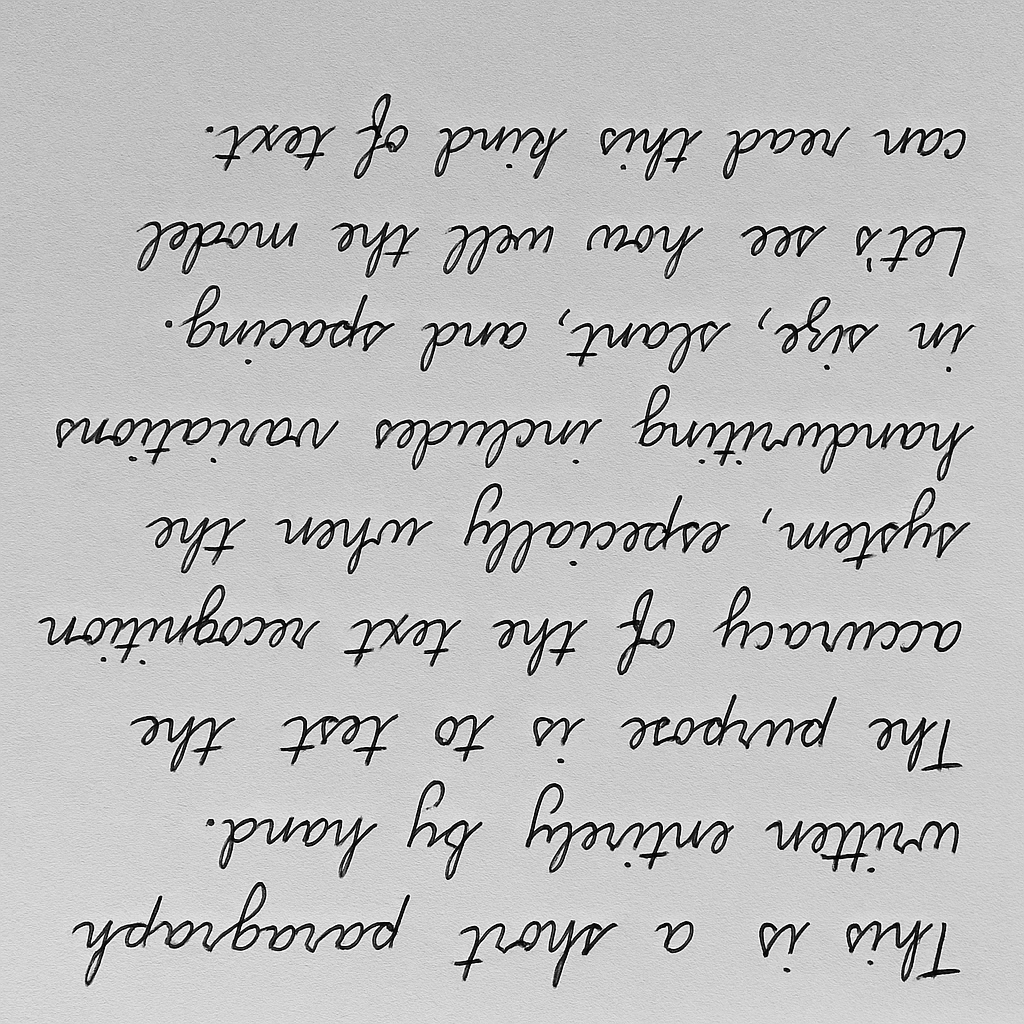 This is a short paragraph
written entirely by hand.
The purpose is to test the
accuracy of the text recognition
system, especially when the
handwriting includes variations
in size, slant, and spacing.
Let's see how well the model
can read this kind of text.